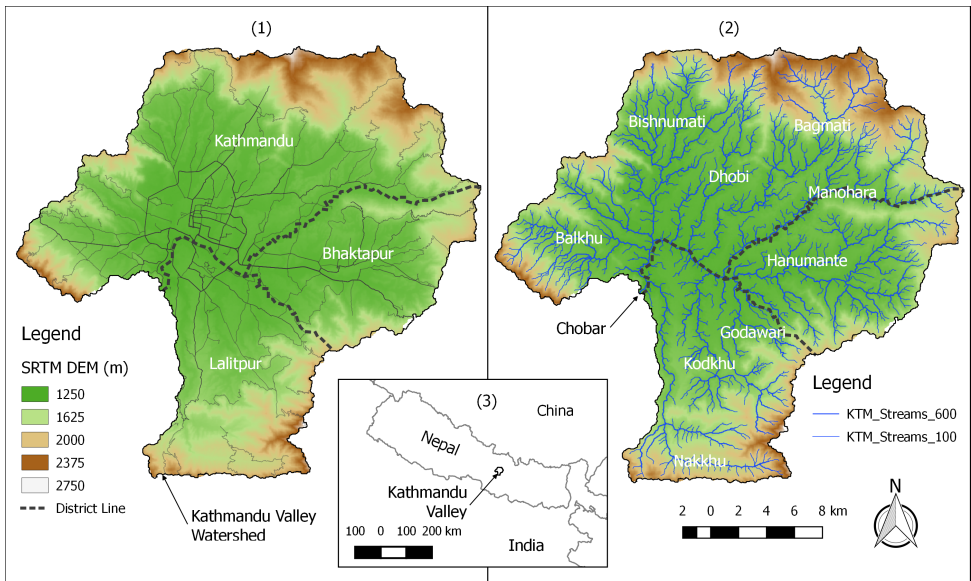 (1)
Kathmandu
Bhaktapur
Lalitpur
Legend
SRTM DEM (m)
1250
1625
2000
2375
2750
District Line
Kathmandu Valley
Watershed
(2)
Bishnumati
Bagmati
Dhobi
Manohara
Balkhu
Hanumante
Chobar
Godawari
Kodkhu
Nakkhu
Legend
KTM_Streams_600
KTM_Streams_100
N
2 0 2 4 6 8 km
(3)
China
Nepal
Kathmandu
Valley
India
100 0 100 200 km